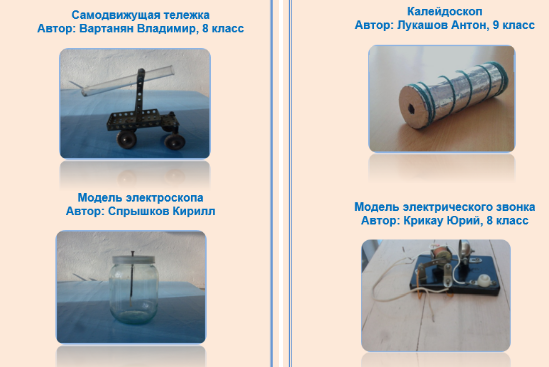 Самодвижущая тележка
Автор: Вартанян Владимир, 8 класс
Модель электроскопа
Автор: Спрышков Кирилл
Калейдоскоп
Автор: Лукашов Антон, 9 класс
Модель электрического звонка
Автор: Крикау Юрий, 8 класс